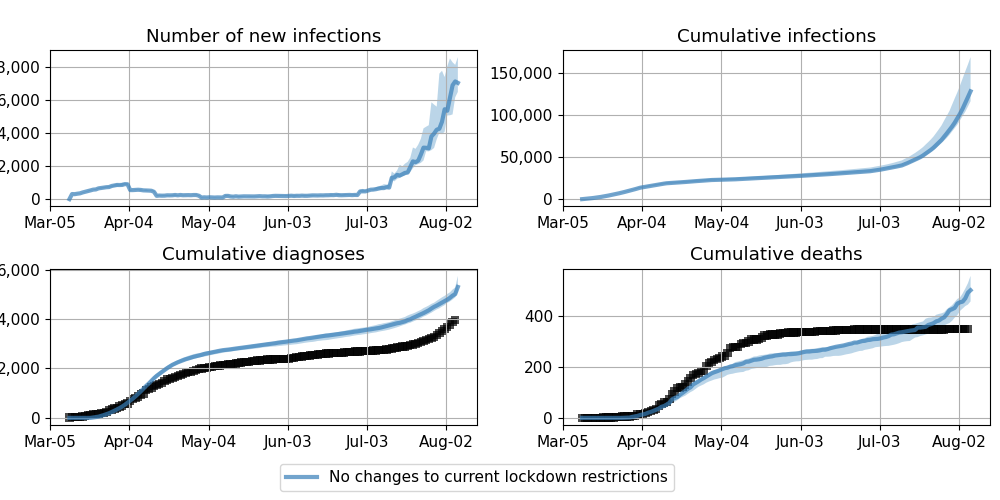 Number of new infections
8,000
6,000
4,000
2,000
0
Mar-05 Apr-04 May-04 Jun-03 Jul-03 Aug-02
Cumulative infections
150,000
100,000
50,000
0
Mar-05 Apr-04 May-04 Jun-03 Jul-03 Aug-02
Cumulative diagnoses
6,000
4,000
2,000
0
Mar-05 Apr-04 May-04 Jun-03 Jul-03 Aug-02
Cumulative deaths
400
200
0
Mar-05 Apr-04 May-04 Jun-03 Jul-03 Aug-02
No changes to current lockdown restrictions